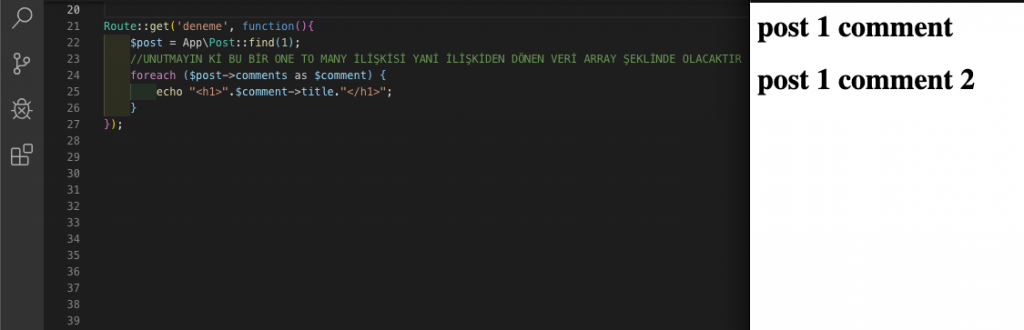 20
21 Route::get('deneme', function(){
22 $post = App\Post::find(1);
23 //UNUTMAYIN Kİ BU BİR ONE TO MANY İLİŞKİSİ YANİ İLİŞKİDEN DÖNEN VERİ ARRAY ŞEKLİNDE OLACAKTIR
24 foreach ($post->comments as $comment) {
25 echo "<h1>".$comment->title."</h1>";
26 }
27 });
28
29
30
31
32
33
34
35
36
37
38
39
post 1 comment
post 1 comment 2